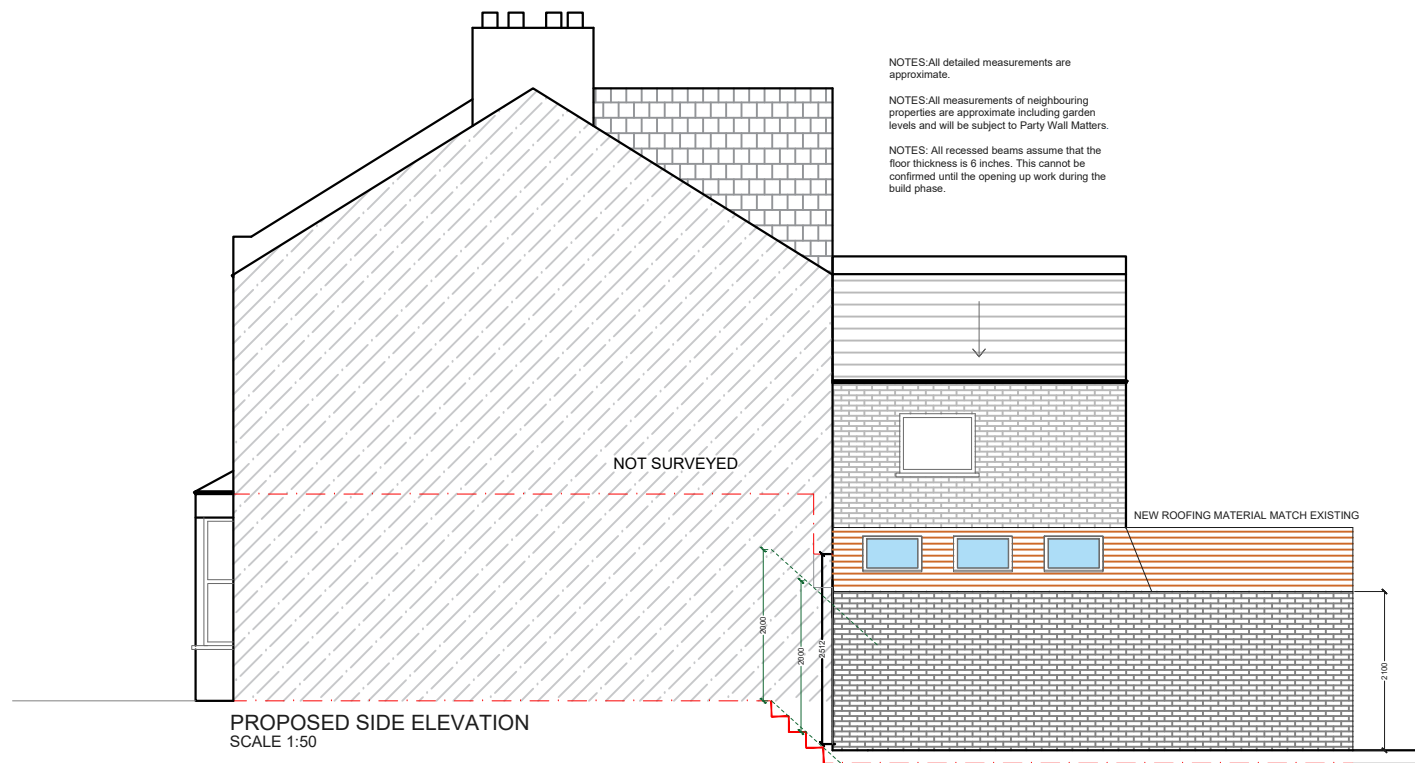 NOTES:All detailed measurements are
approximate.
NOTES:All measurements of neighbouring
properties are approximate including garden
levels and will be subject to Party Wall Matters.
NOTES: All recessed beams assume that the
floor thickness is 6 inches. This cannot be
confirmed until the opening up work during the
build phase.
NOT SURVEYED
NEW ROOFING MATERIAL MATCH EXISTING
2000
2000
2512
2100
PROPOSED SIDE ELEVATION
SCALE 1:50